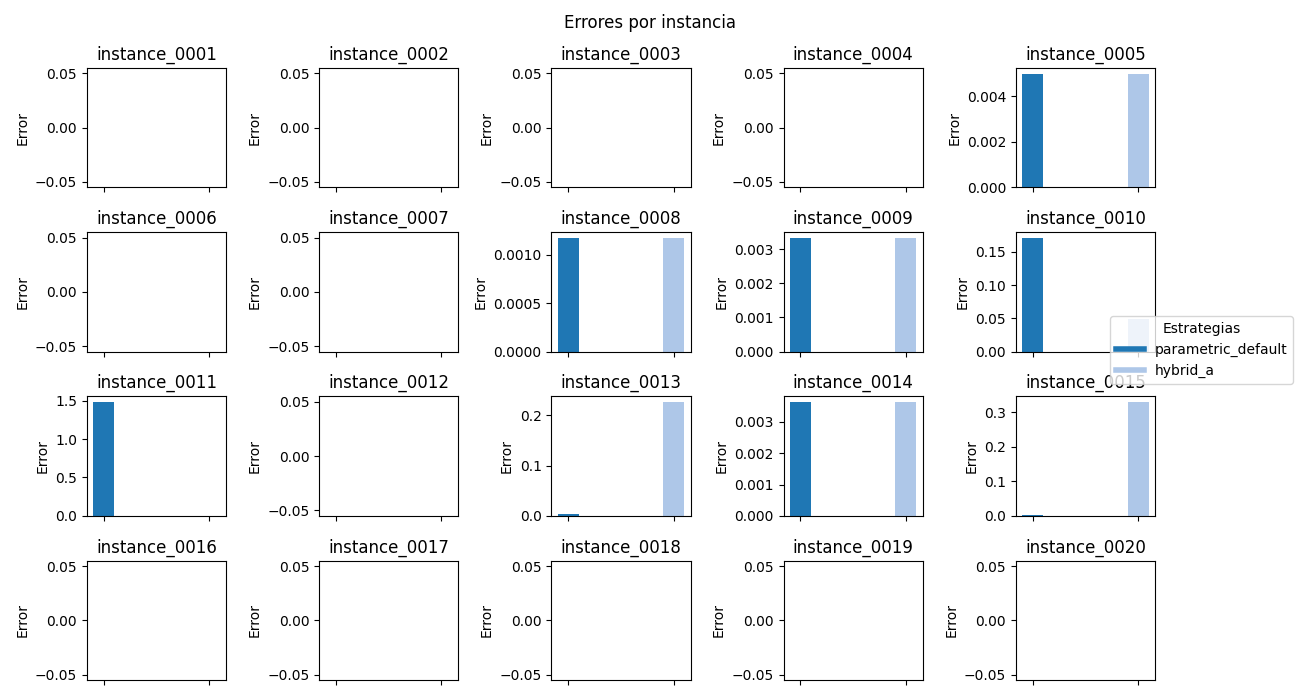 Errores por instancia
instance_0001
instance_0002
instance_0003
instance_0004
instance_0005
Error
0.05
0.00
−0.05
Error
0.05
0.00
−0.05
Error
0.05
0.00
−0.05
Error
0.05
0.00
−0.05
Error
0.004
0.002
0.000
instance_0006
instance_0007
instance_0008
instance_0009
instance_0010
Error
0.05
0.00
−0.05
Error
0.05
0.00
−0.05
Error
0.0010
0.0005
0.0000
Error
0.003
0.002
0.001
0.000
Error
0.15
0.10
0.05
0.00
Estrategias
parametric_default
hybrid_a
instance_0011
instance_0012
instance_0013
instance_0014
instance_0015
Error
1.5
1.0
0.5
0.0
Error
0.05
0.00
−0.05
Error
0.2
0.1
0.0
Error
0.003
0.002
0.001
0.000
Error
0.3
0.2
0.1
0.0
instance_0016
instance_0017
instance_0018
instance_0019
instance_0020
Error
0.05
0.00
−0.05
Error
0.05
0.00
−0.05
Error
0.05
0.00
−0.05
Error
0.05
0.00
−0.05
Error
0.05
0.00
−0.05